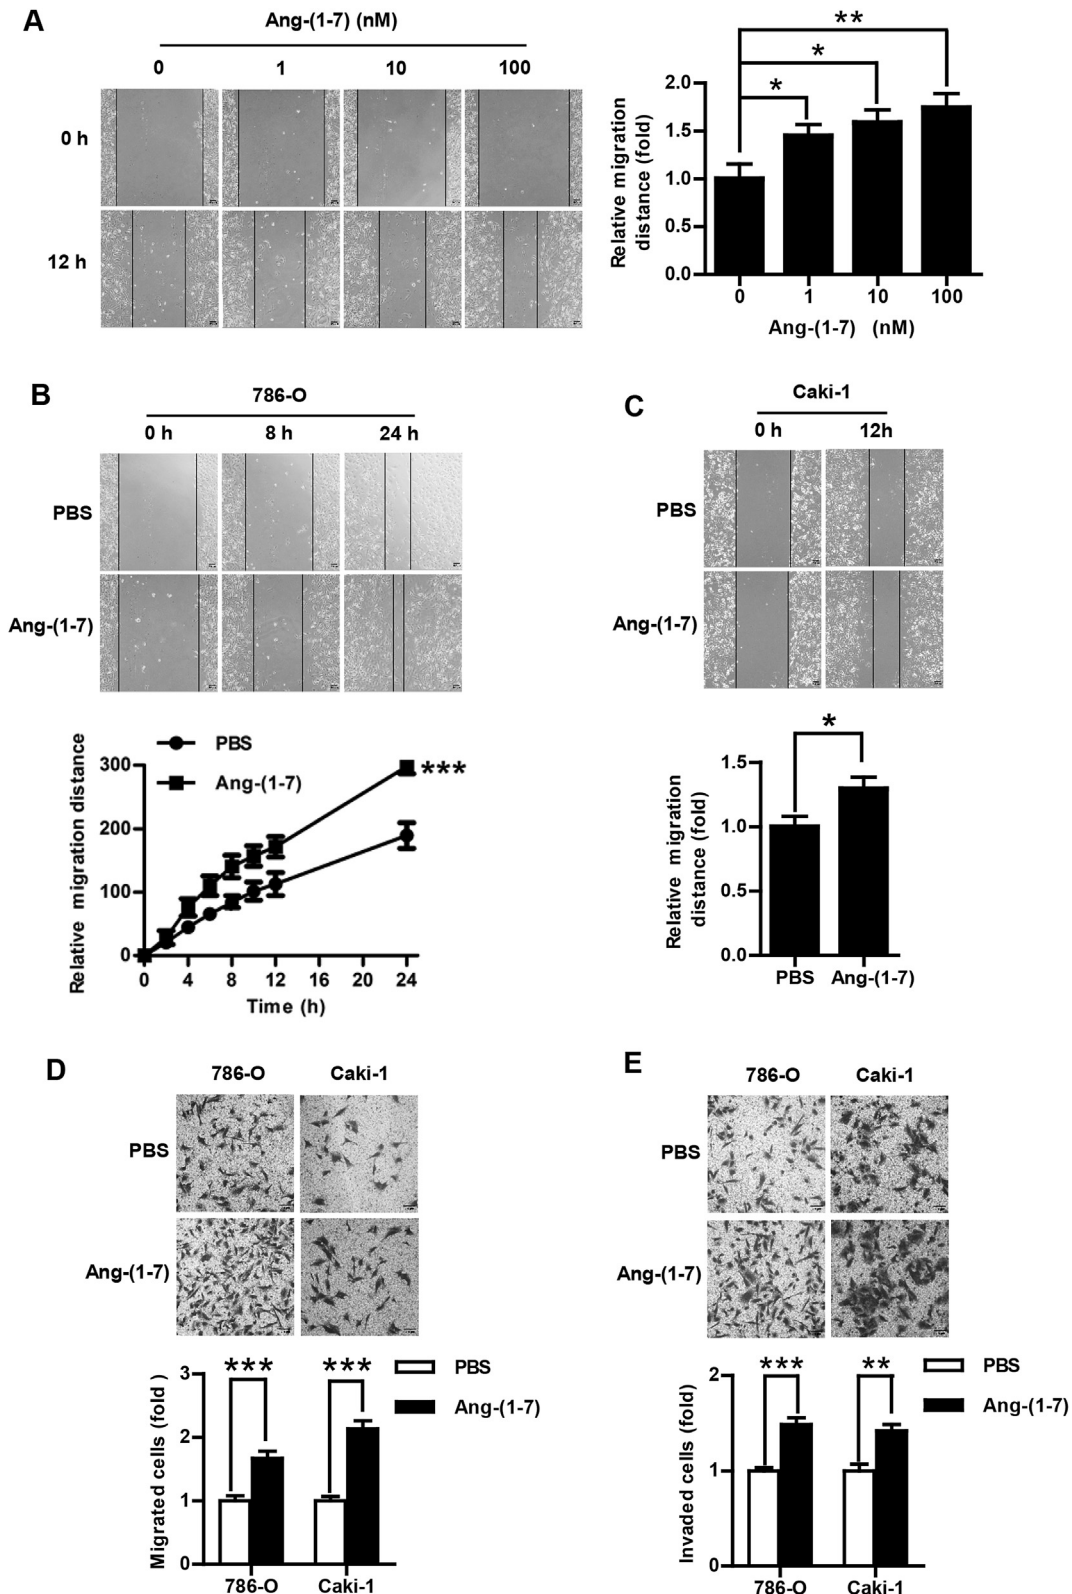 A
Ang-(1-7) (nM)
0 1 10 100
0 h
12 h
** 
*
*
Relative migration
distance (fold)
2.0
1.5
1.0
0.5
0.0
0 1 10 100
Ang-(1-7) (nM)
B
786-O
0 h 8 h 24 h
PBS
Ang-(1-7)
PBS
Ang-(1-7)
Relative migration distance
300
200
100
0
***
0 4 8 12 16 20 24
Time (h)
C
Caki-1
0 h 12h
PBS
Ang-(1-7)
*
Relative migration
distance (fold)
1.5
1.0
0.5
0.0
PBS Ang-(1-7)
D
786-O Caki-1
PBS
Ang-(1-7)
Migrated cells (fold )
3
2
1
0
*** ***
PBS
Ang-(1-7)
786-O Caki-1
E
786-O Caki-1
PBS
Ang-(1-7)
Invaded cells (fold)
2
1
0
*** **
PBS
Ang-(1-7)
786-O Caki-1